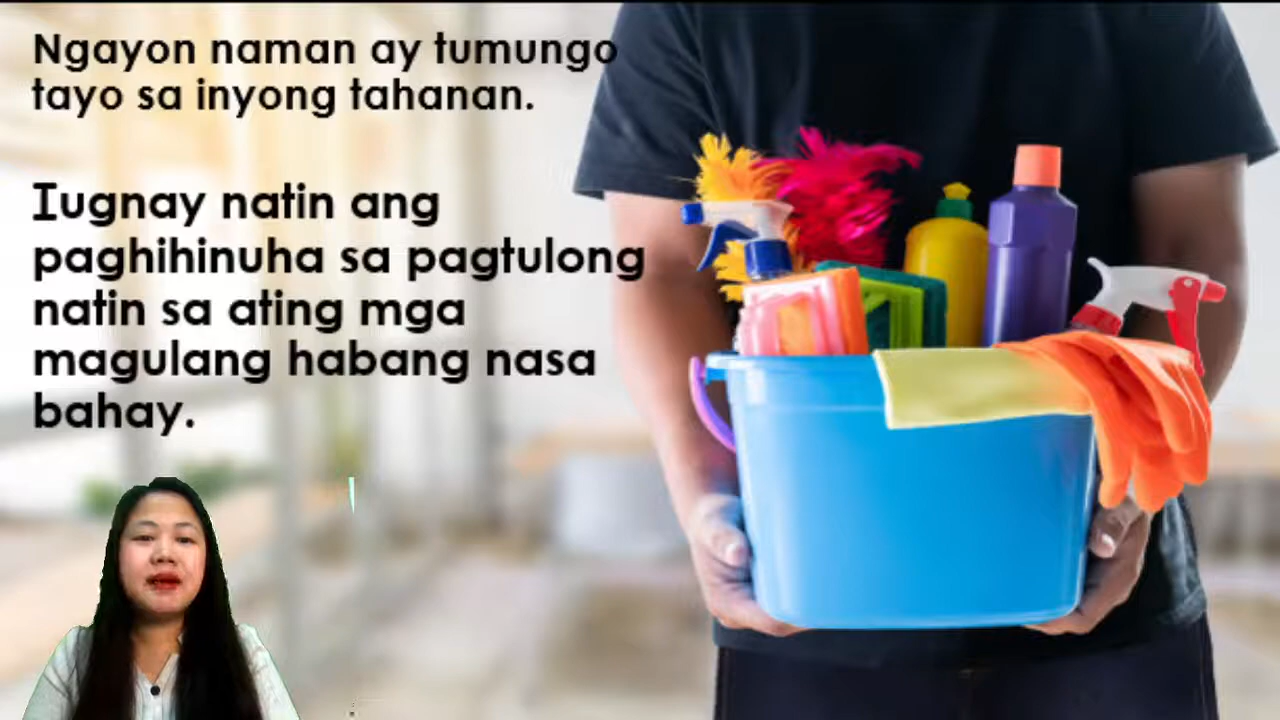 Ngayon naman ay tumungo
tayo sa inyong tahanan.
Iugnay natin ang
paghihinuha sa pagtulong
natin sa ating mga
magulang habang nasa
bahay.